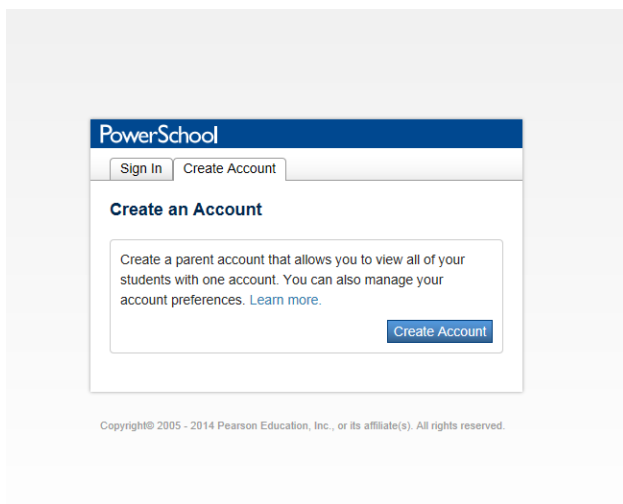 PowerSchool
Sign In
Create Account
Create an Account
Create a parent account that allows you to view all of your
students with one account. You can also manage your
account preferences. Learn more.
Create Account
Copyright© 2005 - 2014 Pearson Education, Inc., or its affiliate(s). All rights reserved.